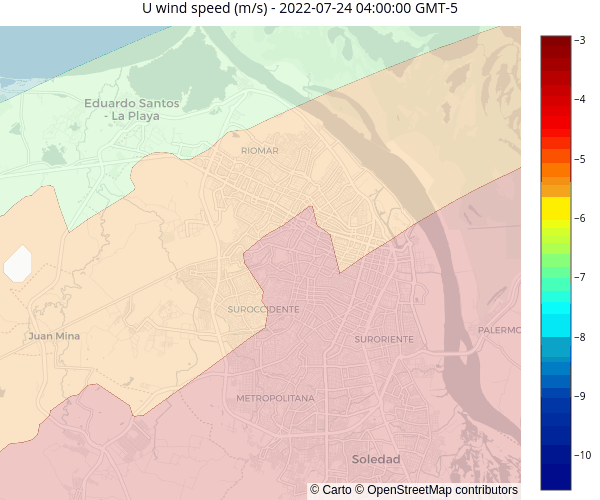 U wind speed (m/s) - 2022-07-24 04:00:00 GMT-5
Eduardo Santos
- La Playa
RIOMAR
SUROCCIDENTE
Juan Mina
SURORIENTE
PALERMO
METROPOLITANA
Soledad
© Carto © OpenStreetMap contributors
−3
−4
−5
−6
−7
−8
−9
−10